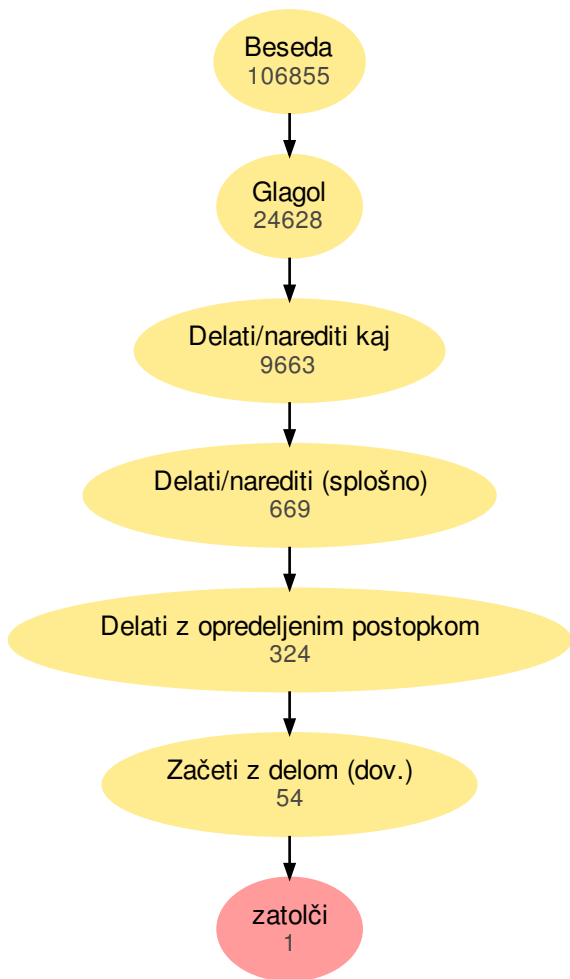 Beseda
106855
Glagol
24628
Delati/narediti kaj
9663
Delati/narediti (splošno)
669
Delati z opredeljenim postopkom
324
Začeti z delom (dov.)
54
zatolči
1